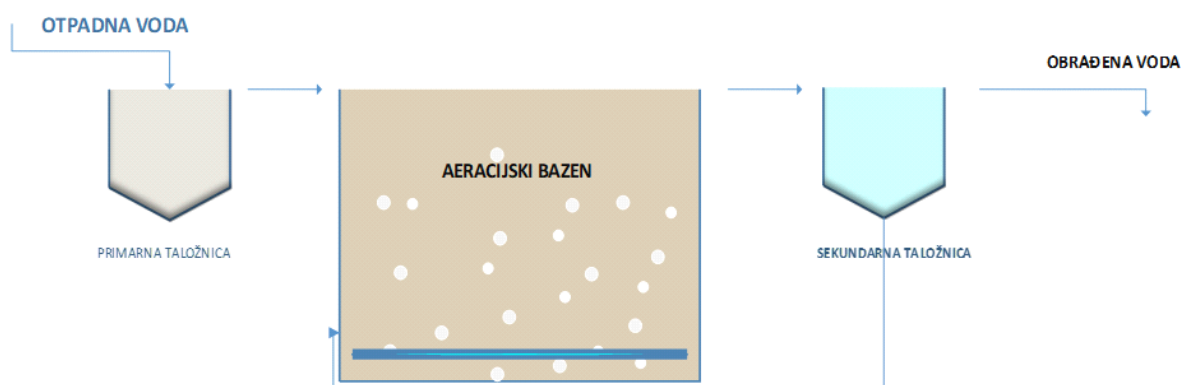 OTPADNA VODA
OBRAĐENA VODA
AERACIJSKI BAZEN
PRIMARNA TALOŽNICA
SEKUNDARNA TALOŽNICA